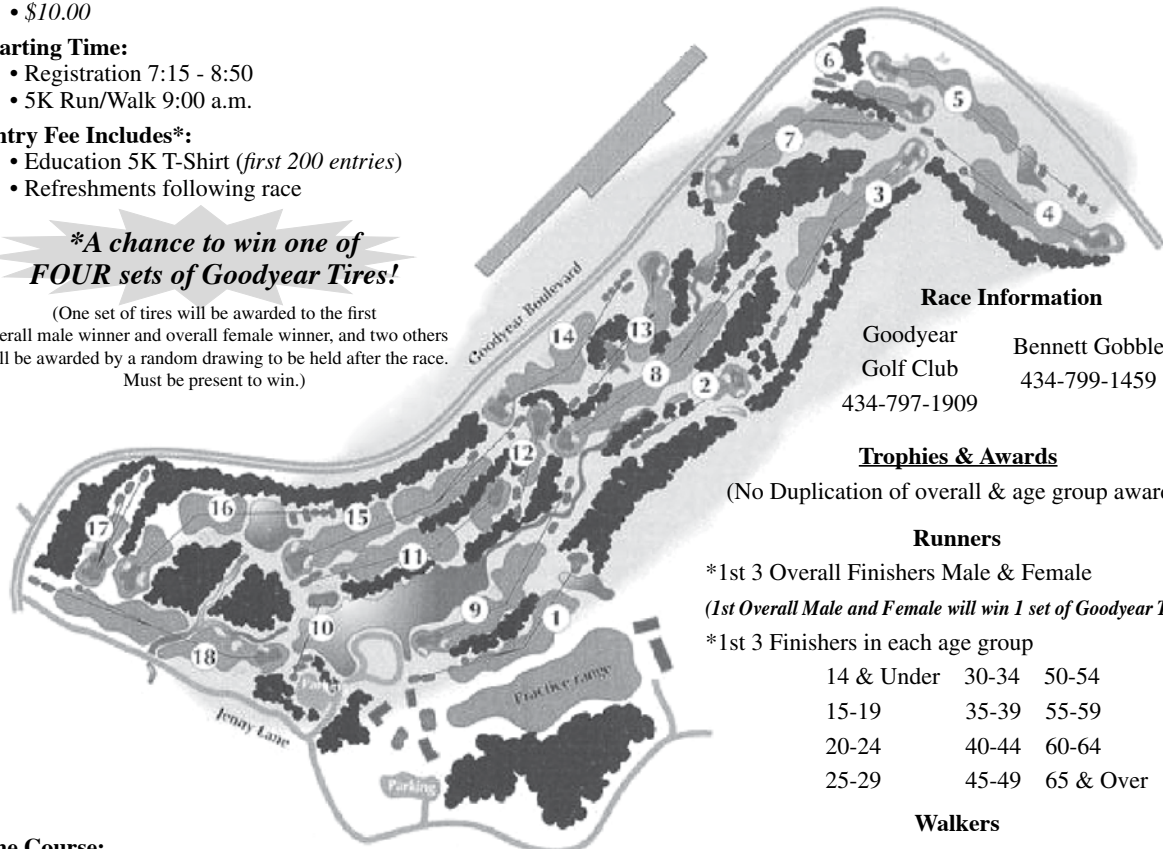 • $10.00
arting Time:
• Registration 7:15 - 8:50
• 5K Run/Walk 9:00 a.m.
ntry Fee Includes*:
• Education 5K T-Shirt (first 200 entries)
• Refreshments following race
*A chance to win one of
FOUR sets of Goodyear Tires!
(One set of tires will be awarded to the first
erall male winner and overall female winner, and two others
ll be awarded by a random drawing to be held after the race.
Must be present to win.)
6
5
7
3
4
Goodyear Boulevard
14
13
8
2
12
17
16
15
11
10
9
1
18
Jenny Lane
Practice range
Parking
Race Information
Goodyear
Golf Club
434-797-1909
Bennett Gobble
434-799-1459
Trophies & Awards
(No Duplication of overall & age group awar
Runners
*1st 3 Overall Finishers Male & Female
(1st Overall Male and Female will win 1 set of Goodyear T
*1st 3 Finishers in each age group
14 & Under 30-34 50-54
15-19 35-39 55-59
20-24 40-44 60-64
25-29 45-49 65 & Over
Walkers
he Course: